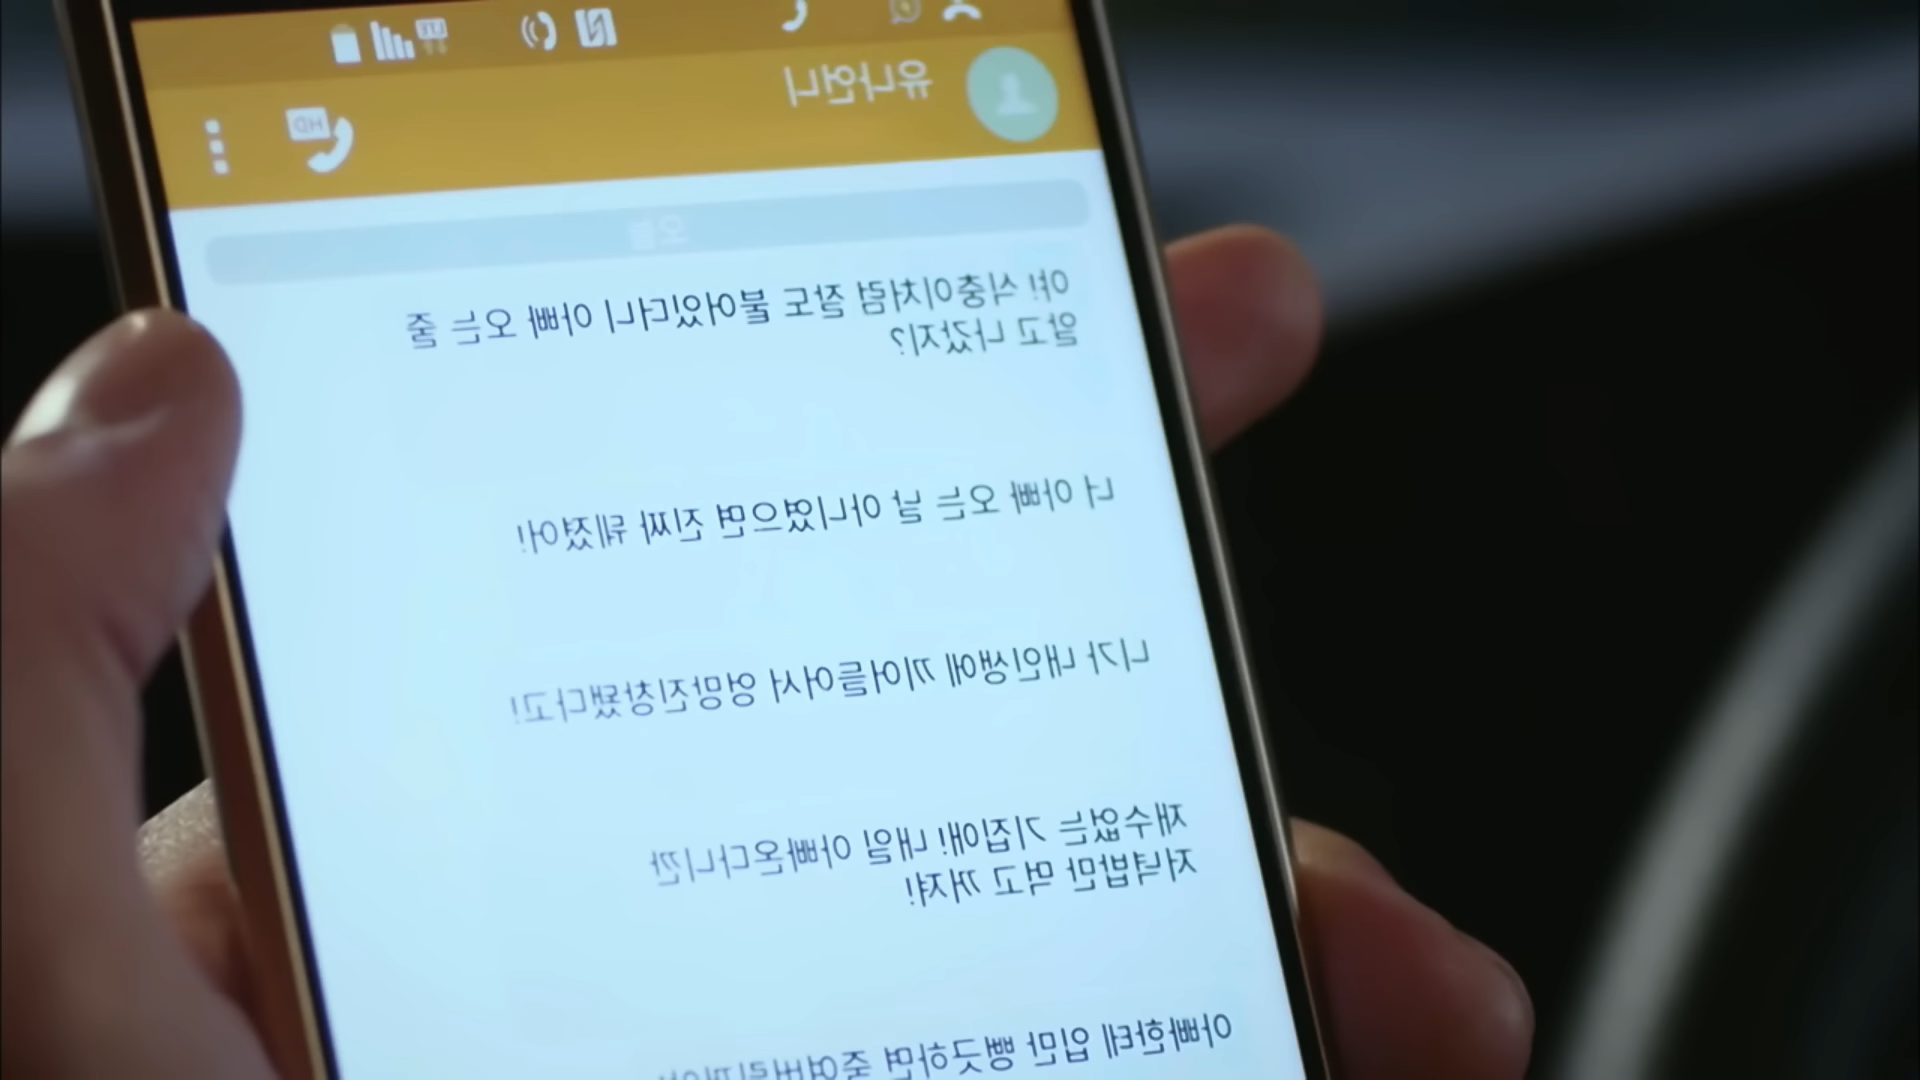 유나언니
HD
오늘
야! 식충이처럼 잘도 붙어있다니 아빠 오는 줄
알고 나갔지?
너 아빠 오는 날 아니었으면 진짜 뒈졌어!
니가 내인생에 끼어들어서 엉망진창됐다고!
재수없는 기집애! 내일 아빠온다니깐
저녁밥만 먹고 꺼져!
아빠한테 입만 뻥긋하면